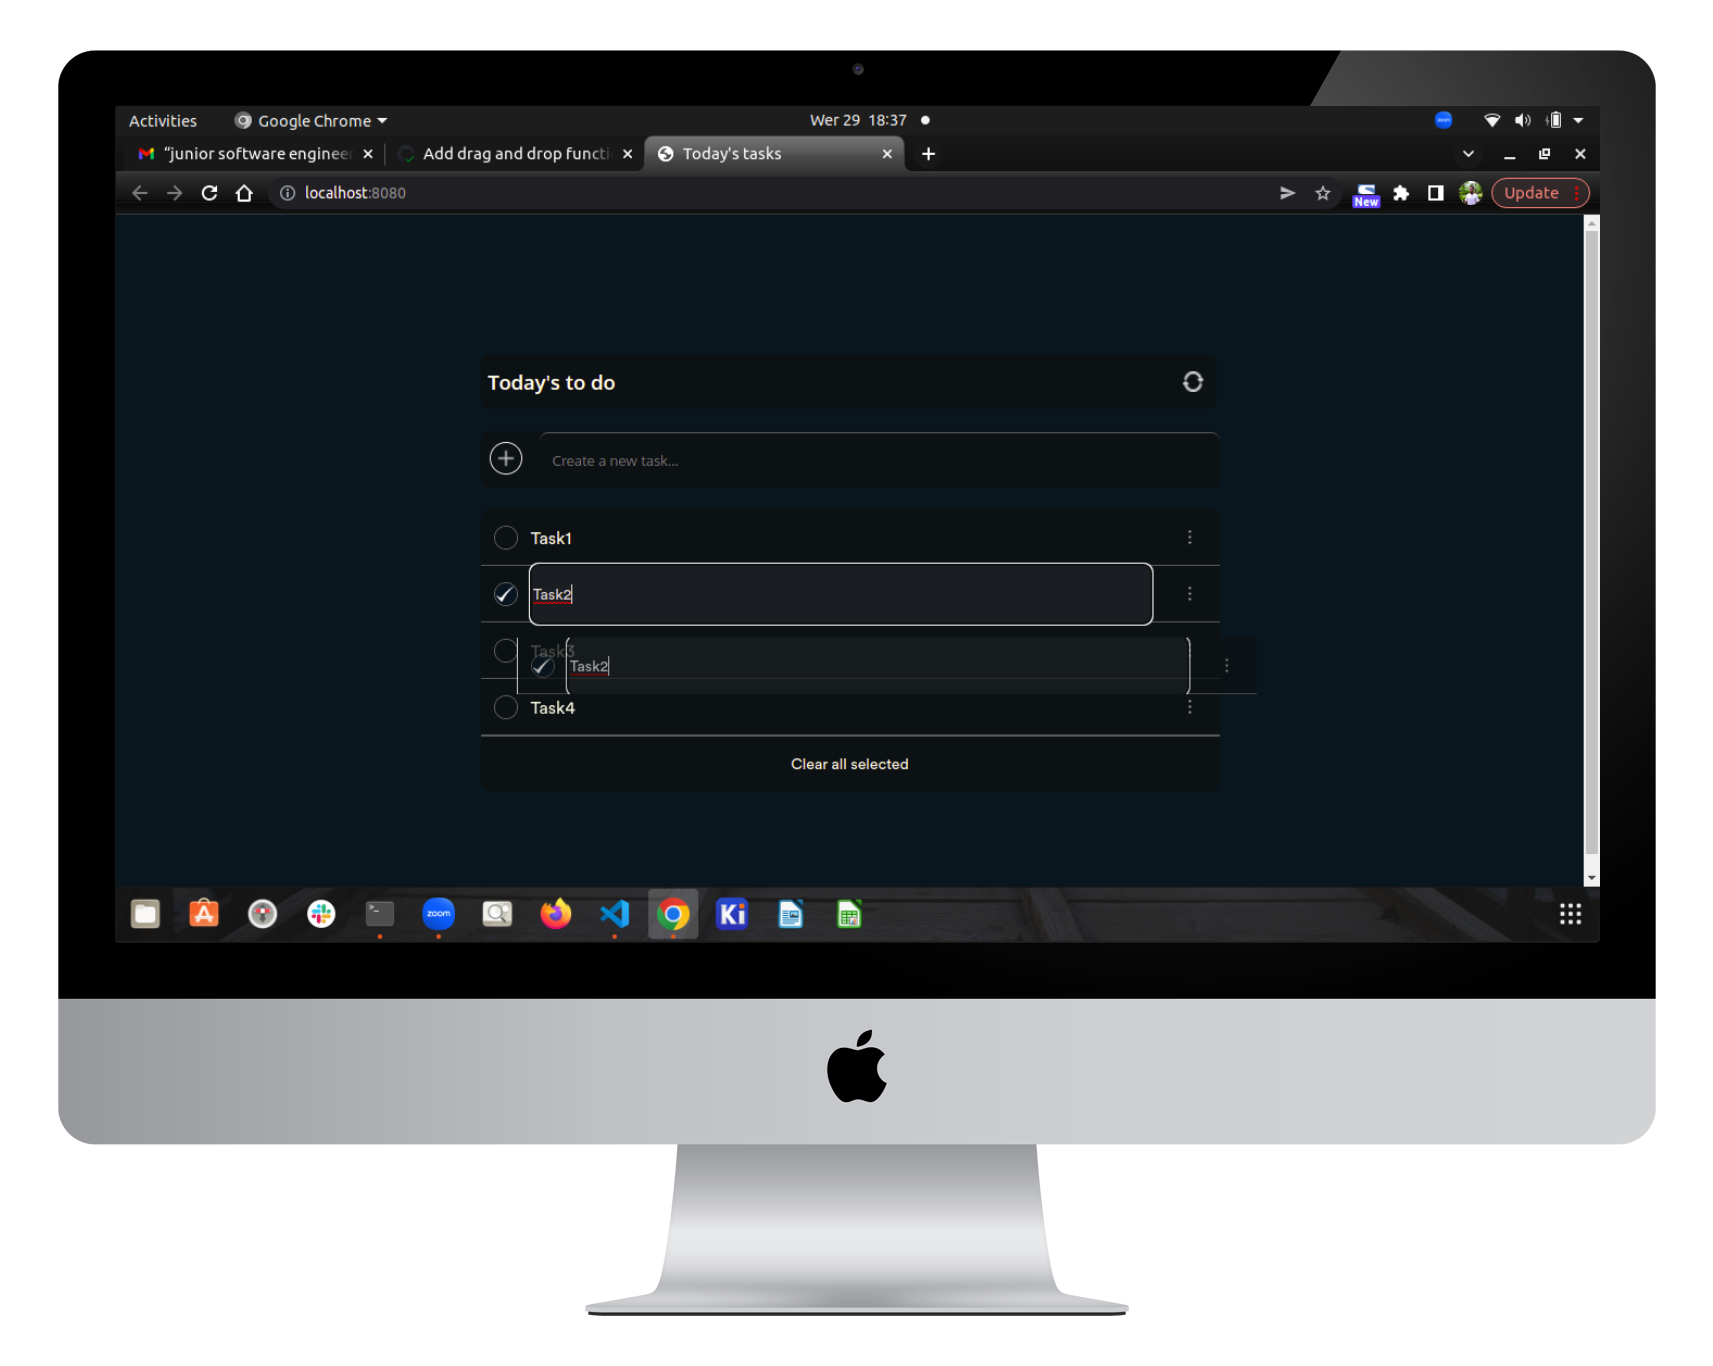 Activities Google Chrome Wer 29 18:37
“junior software engineer Add drag and drop functi Today's tasks
localhost:8080 New Update
Today's to do
Create a new task...
Task1
Task2
Task3
Task2
Task4
Clear all selected
zoom Ki